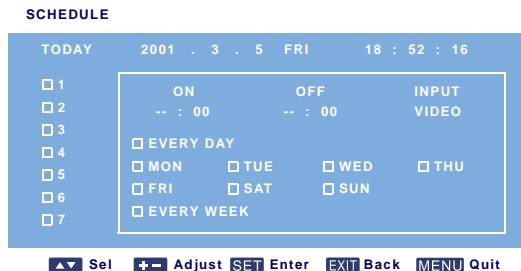 SCHEDULE
TODAY 2001 . 3 . 5 FRI 18 : 52 : 16
1
2
3
4
5
6
7
ON OFF INPUT
-- : 00 -- : 00 VIDEO
EVERY DAY
MON TUE WED THU
FRI SAT SUN
EVERY WEEK
Sel Adjust SET Enter EXIT Back MENU Quit